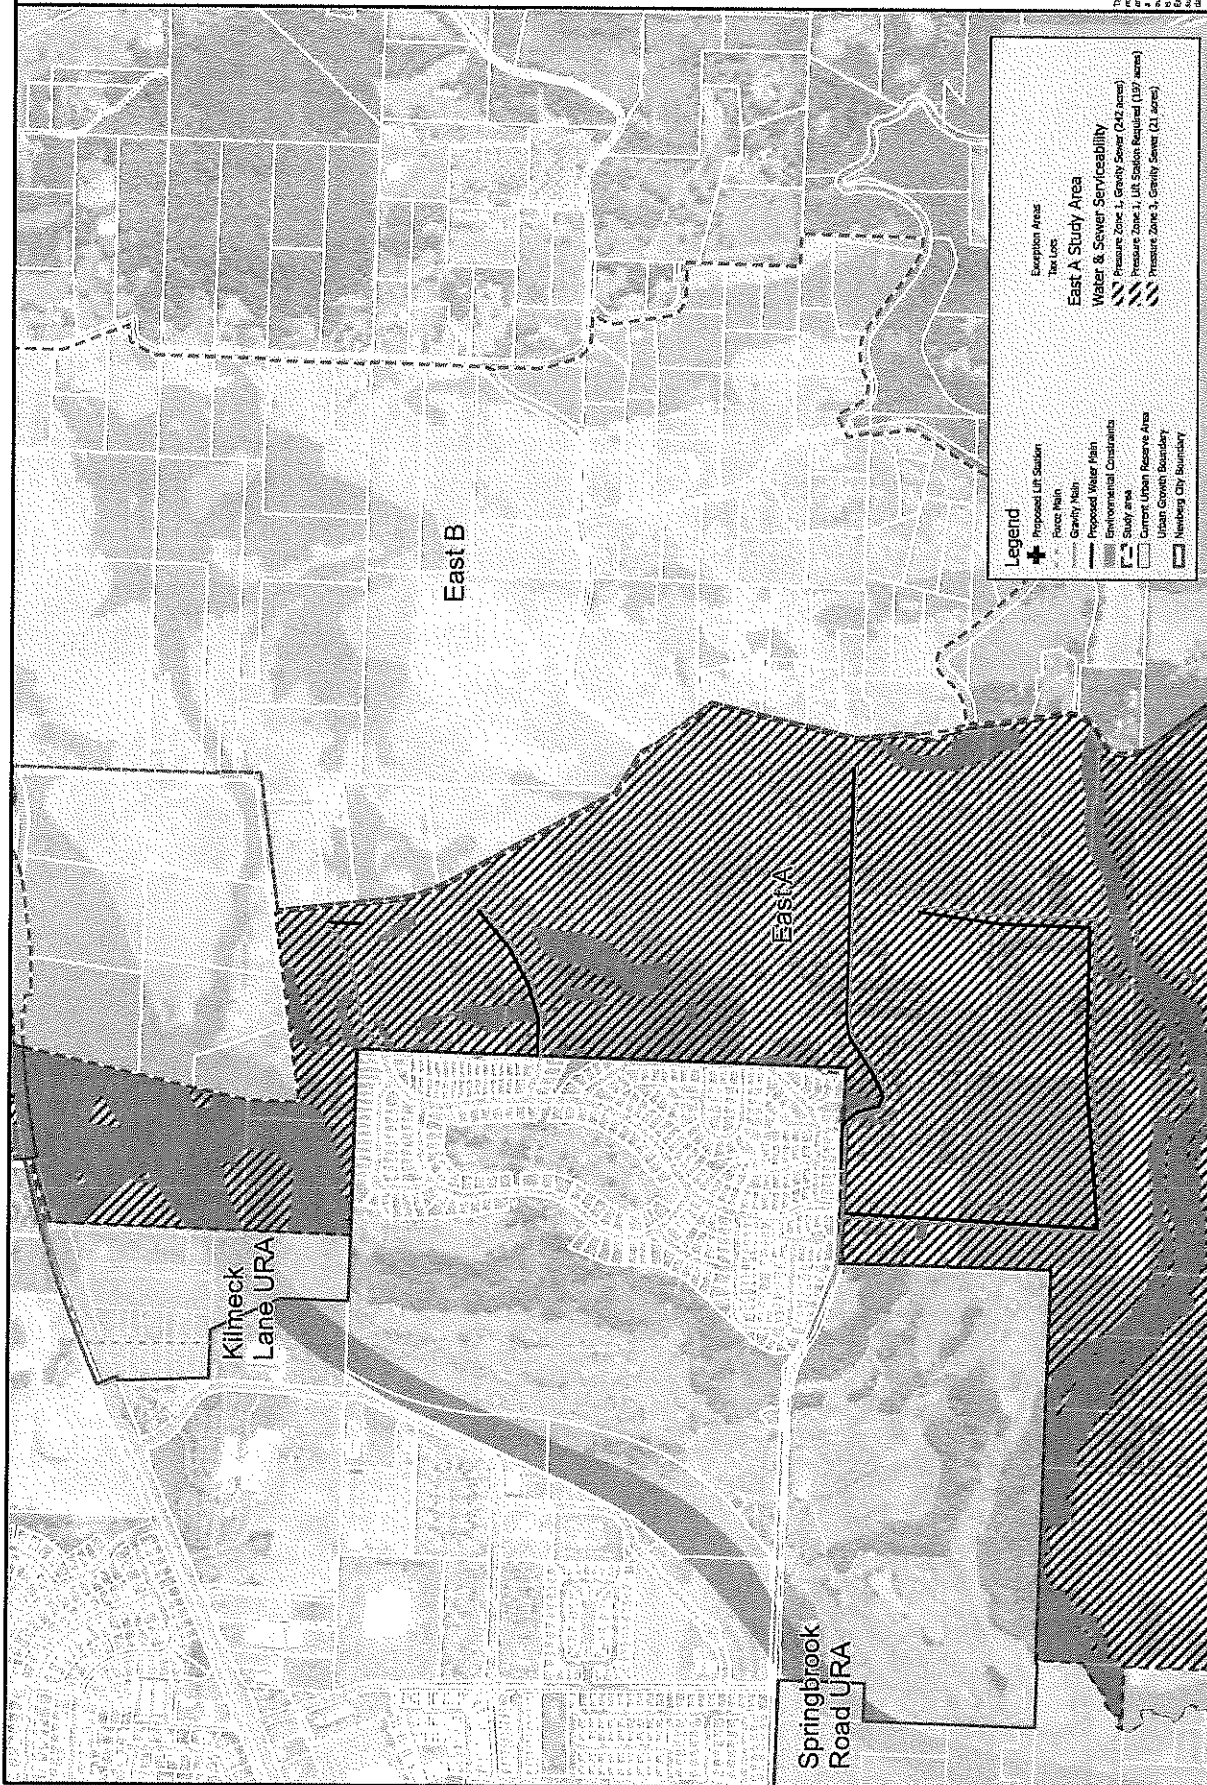 East B
East A
Kilmeck
Lane URA
Springbrook
Road URA
Legend
Proposed Lift Station
Force Main
Gravity Main
Proposed Water Main
Environmental Constraints
Study area
Current Urban Reserve Area
Urban Growth Boundary
Newberg City Boundary
Exception Areas
Tax Lots
East A Study Area
Water & Sewer Serviceability
Pressure Zone 1, Gravity Sewer (242 acres)
Pressure Zone 1, Lift Station Required (197 acres)
Pressure Zone 3, Gravity Sewer (21 acres)